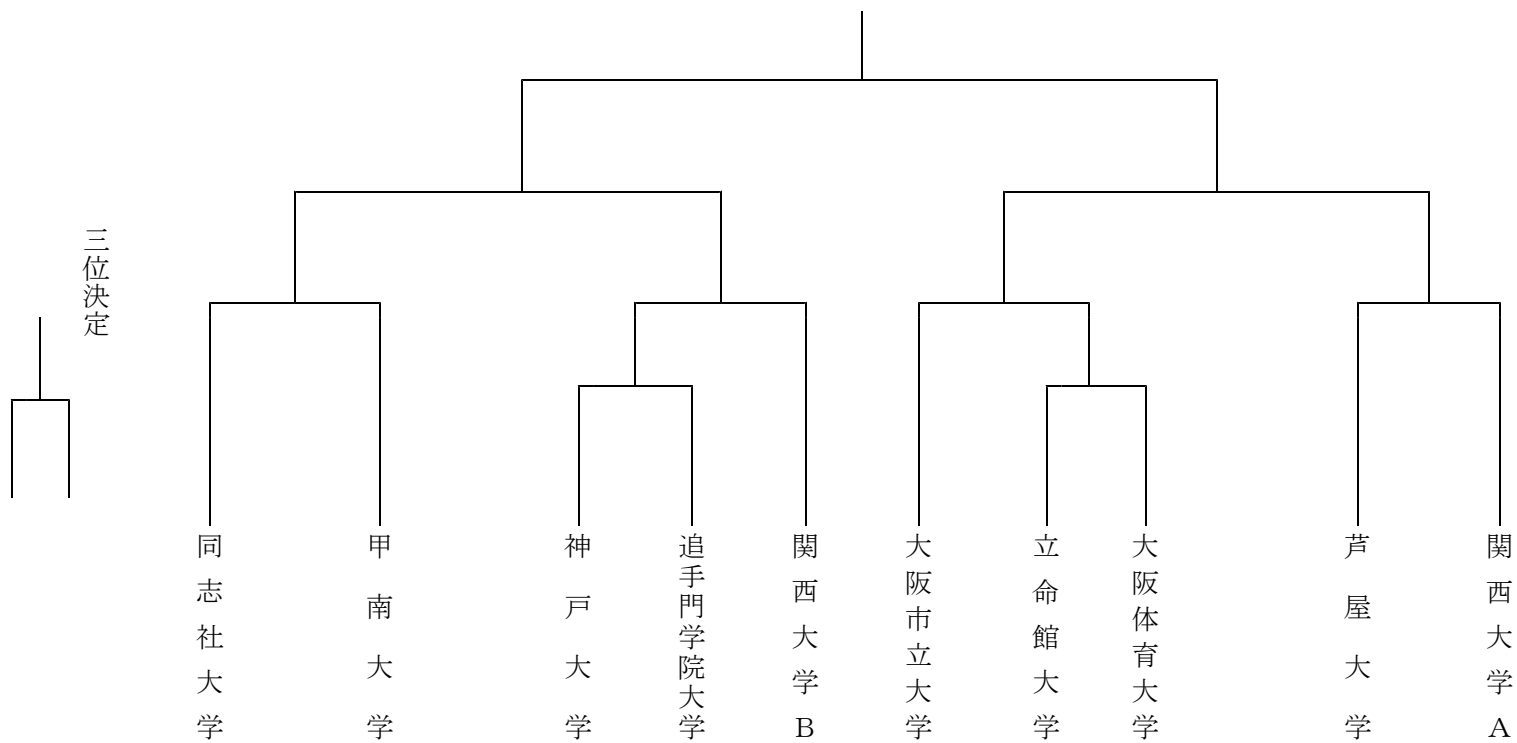 三位決定
同志社大学
甲南大学
神戸大学
追手門学院大学
関西大学B
大阪市立大学
立命館大学
大阪体育大学
芦屋大学
関西大学A